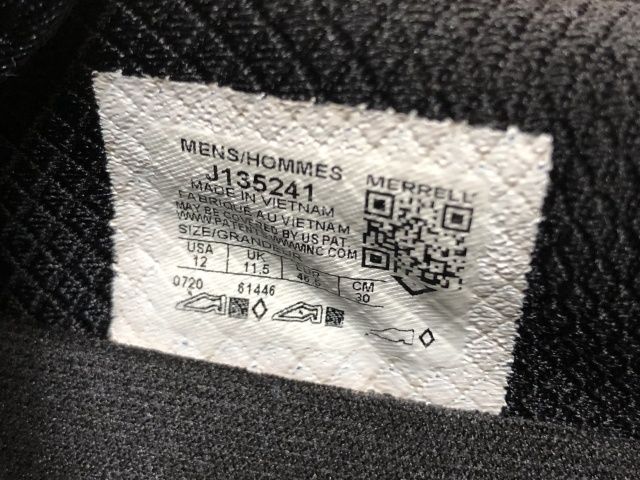 MENS/HOMMES
J135241
MERRELL
MADE IN VIETNAM
FABRIQUE AU VIETNAM
MAY BE COVERED BY US PAT.
SIZE/GRANDEUR
USA UK CM
12 11.5 30
0720 61446